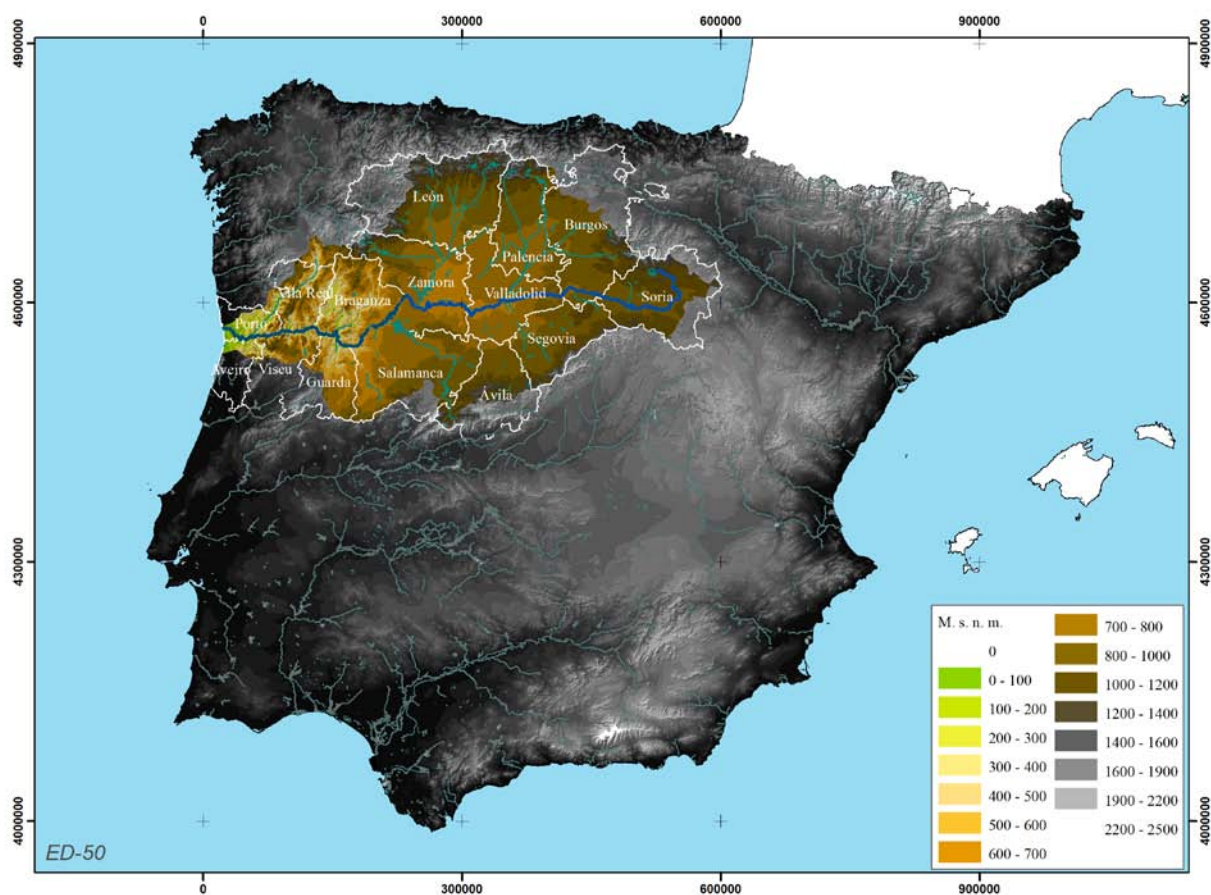 0
300000
600000
900000
4900000
4900000
León
Burgos
Palencia
Zamora
Vila Real
Braganza
Valladolid
Soria
4600000
4600000
Porto
Segovia
Aveiro
Viseu
Guarda
Salamanca
Ávila
4300000
4300000
M. s. n. m.
0
0 - 100
100 - 200
200 - 300
300 - 400
400 - 500
500 - 600
600 - 700
700 - 800
800 - 1000
1000 - 1200
1200 - 1400
1400 - 1600
1600 - 1900
1900 - 2200
2200 - 2500
4000000
4000000
ED-50
0
300000
600000
900000